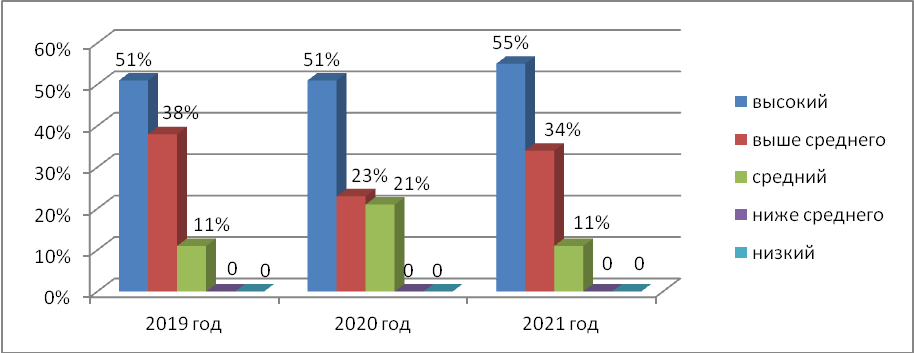 60%
50%
40%
30%
20%
10%
0%
51%
38%
11%
0
0
51%
23%
21%
0
0
55%
34%
11%
0
0
2019 год
2020 год
2021 год
высокий
выше среднего
средний
ниже среднего
низкий